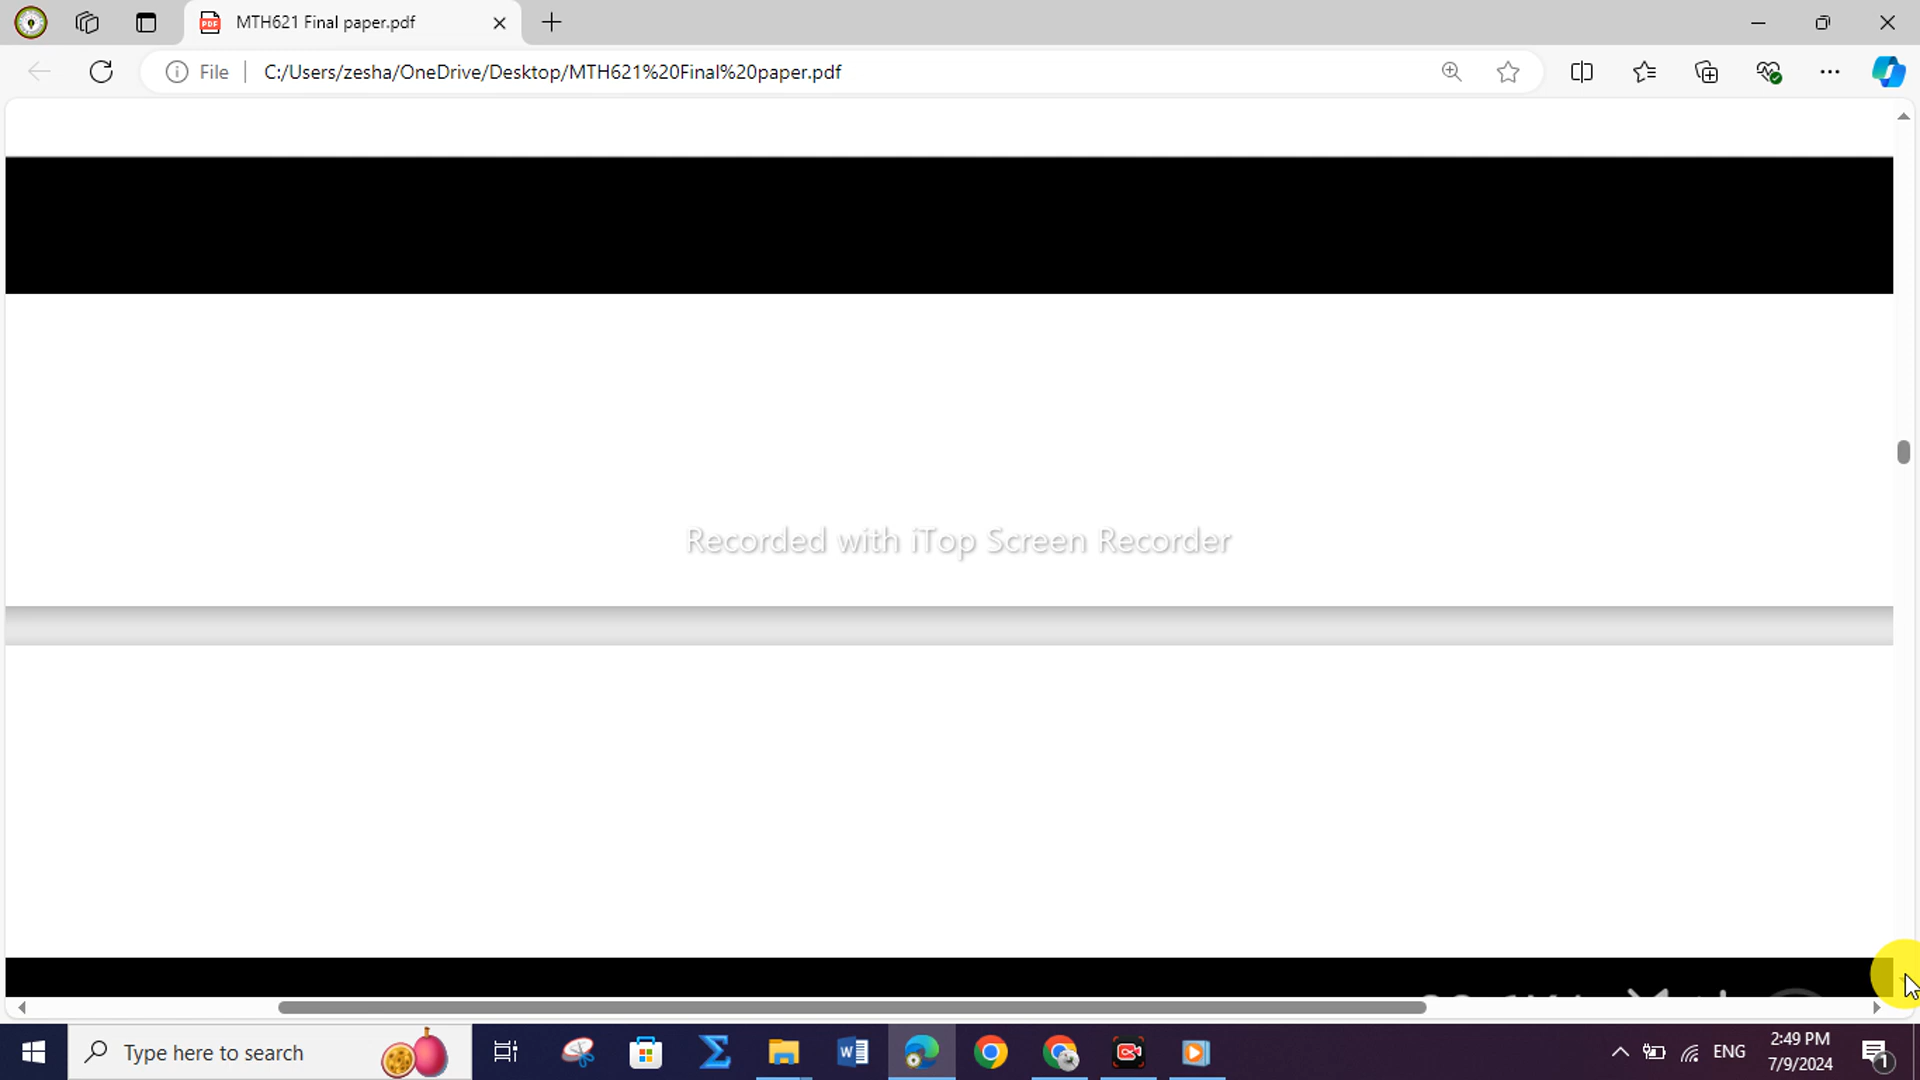 MTH621 Final paper.pdf
File
C:/Users/zesha/OneDrive/Desktop/MTH621%20Final%20paper.pdf
Recorded with iTop Screen Recorder
Type here to search
ENG
2:49 PM
7/9/2024
1